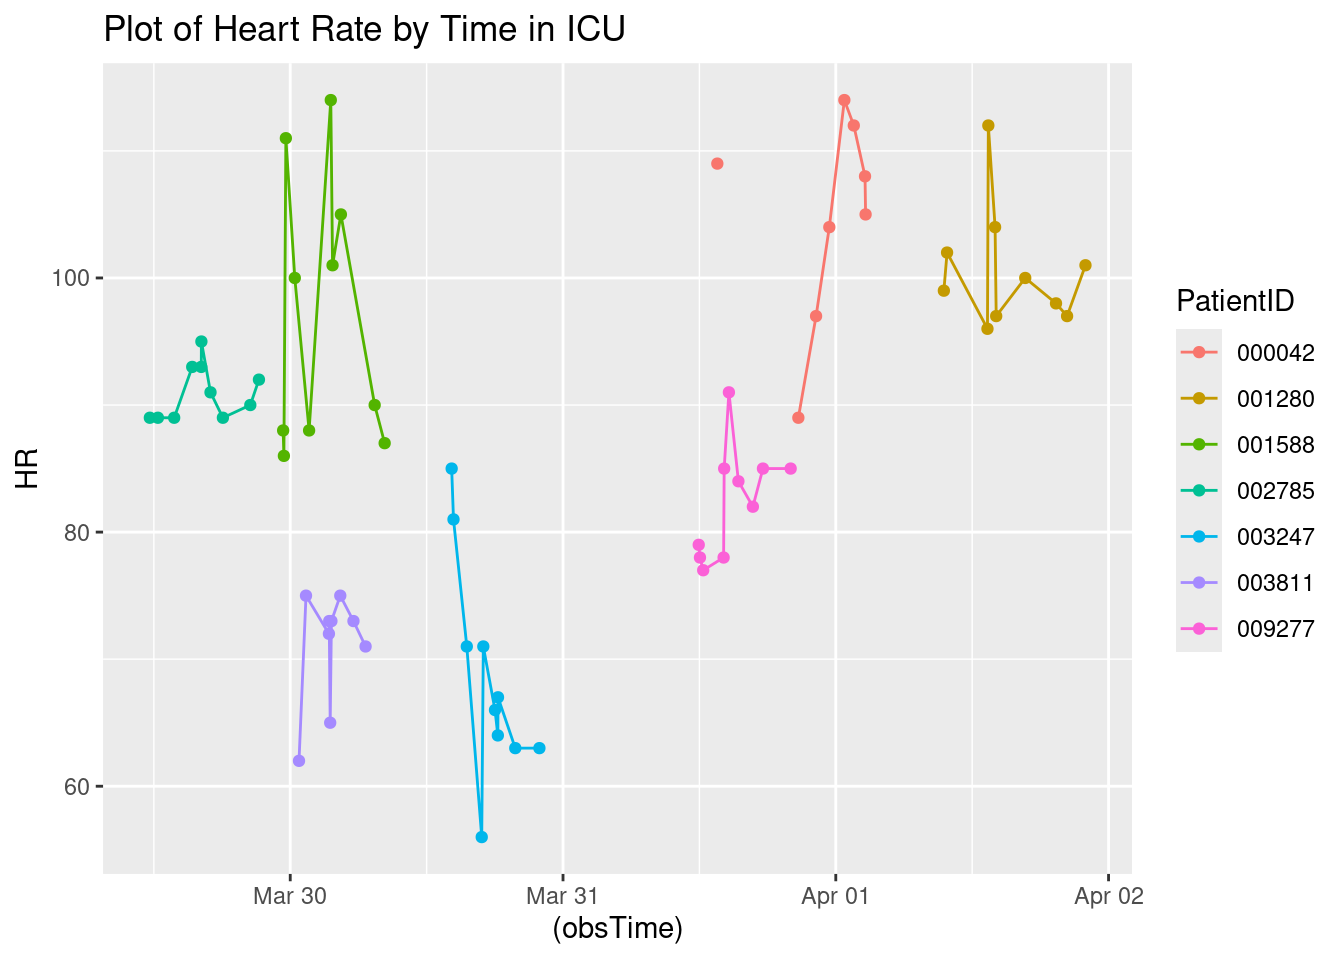 Plot of Heart Rate by Time in ICU
HR
100
80
60
Mar 30
Mar 31
Apr 01
Apr 02
(obsTime)
PatientID
000042
001280
001588
002785
003247
003811
009277